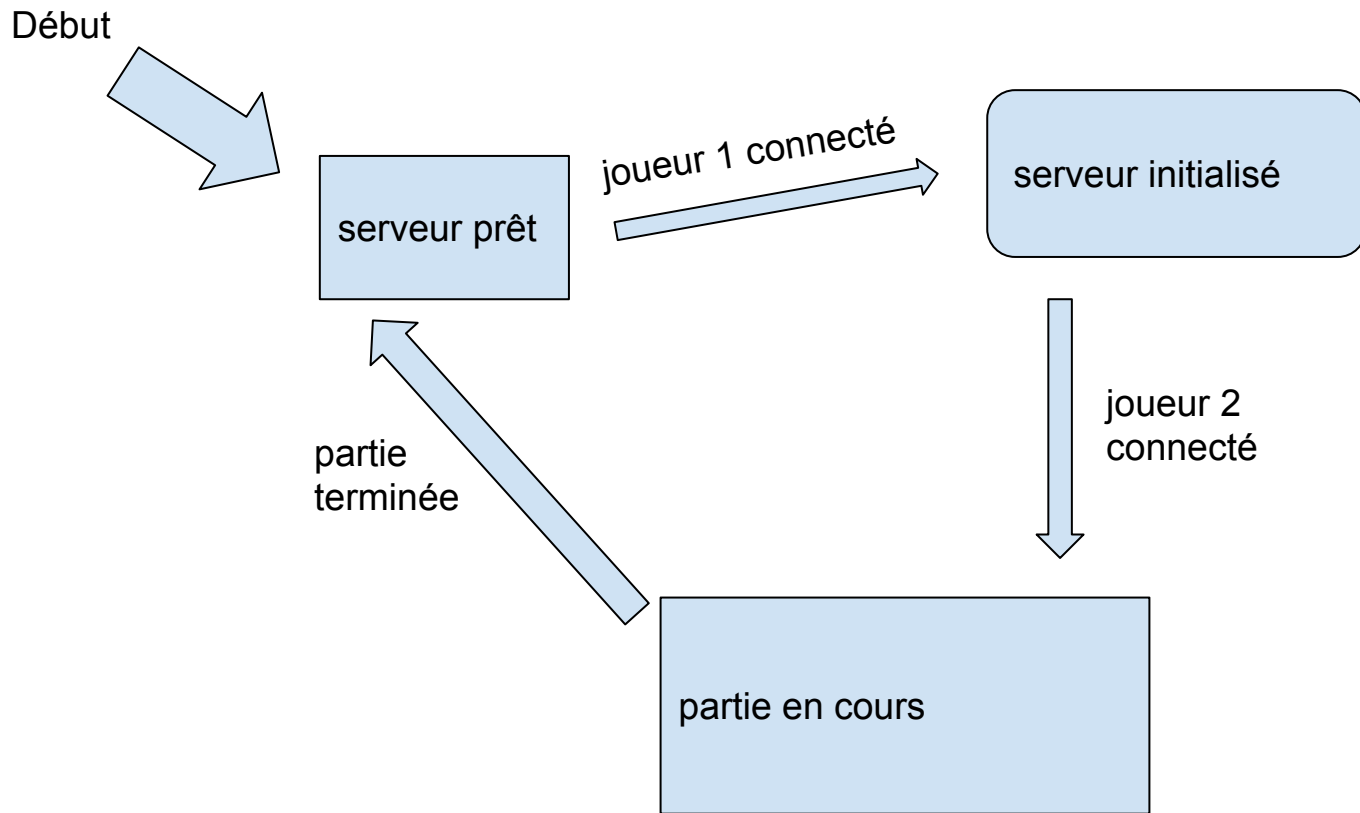 Début
joueur 1 connecté
serveur initialisé
serveur prêt
joueur 2
connecté
partie
terminée
partie en cours